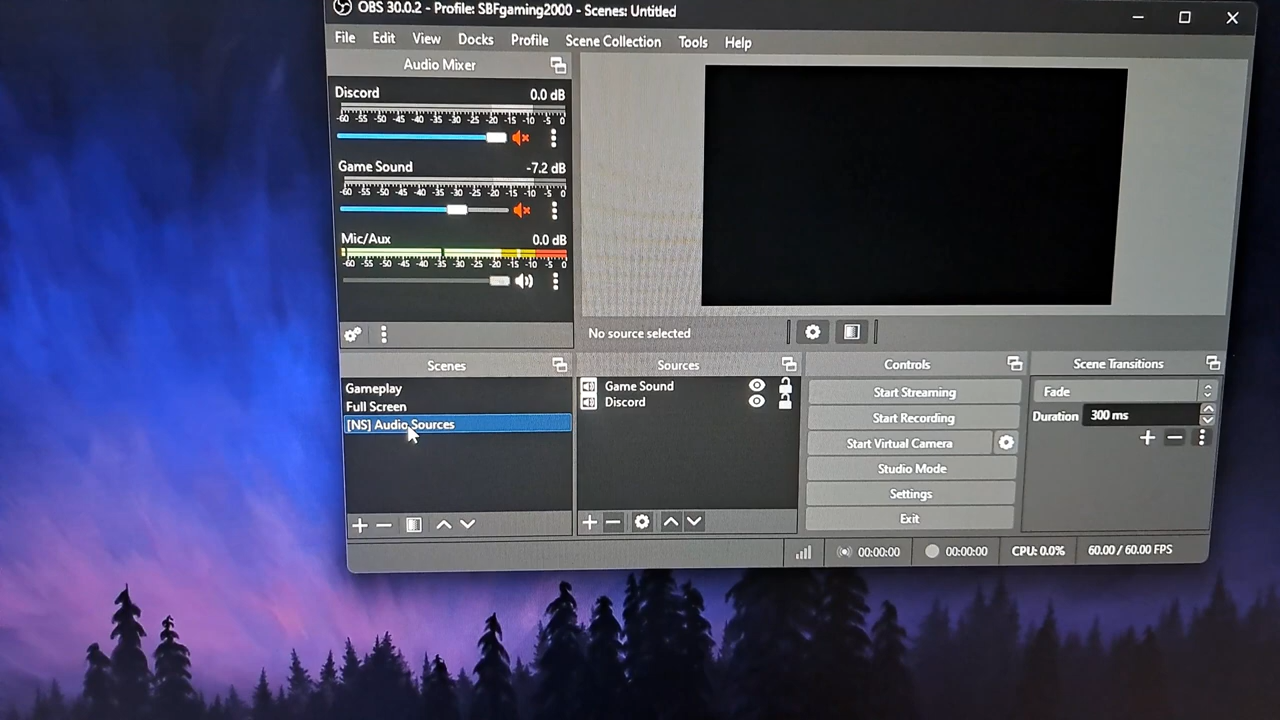 OBS 30.0.2 - Profile: SBFgaming2000 - Scenes: Untitled
File Edit View Docks Profile Scene Collection Tools Help
Audio Mixer
Discord 0.0 dB
-60 -55 -50 -45 -40 -35 -30 -25 -20 -15 -10 -5 0
Game Sound -7.2 dB
-60 -55 -50 -45 -40 -35 -30 -25 -20 -15 -10 -5 0
Mic/Aux 0.0 dB
-60 -55 -50 -45 -40 -35 -30 -25 -20 -15 -10 -5 0
No source selected
Scenes
Gameplay
Full Screen
[NS] Audio Sources
Sources
Game Sound
Discord
Controls
Start Streaming
Start Recording
Start Virtual Camera
Studio Mode
Settings
Exit
Scene Transitions
Fade
Duration 300 ms
00:00:00 00:00:00 CPU: 0.0% 60.00 / 60.00 FPS